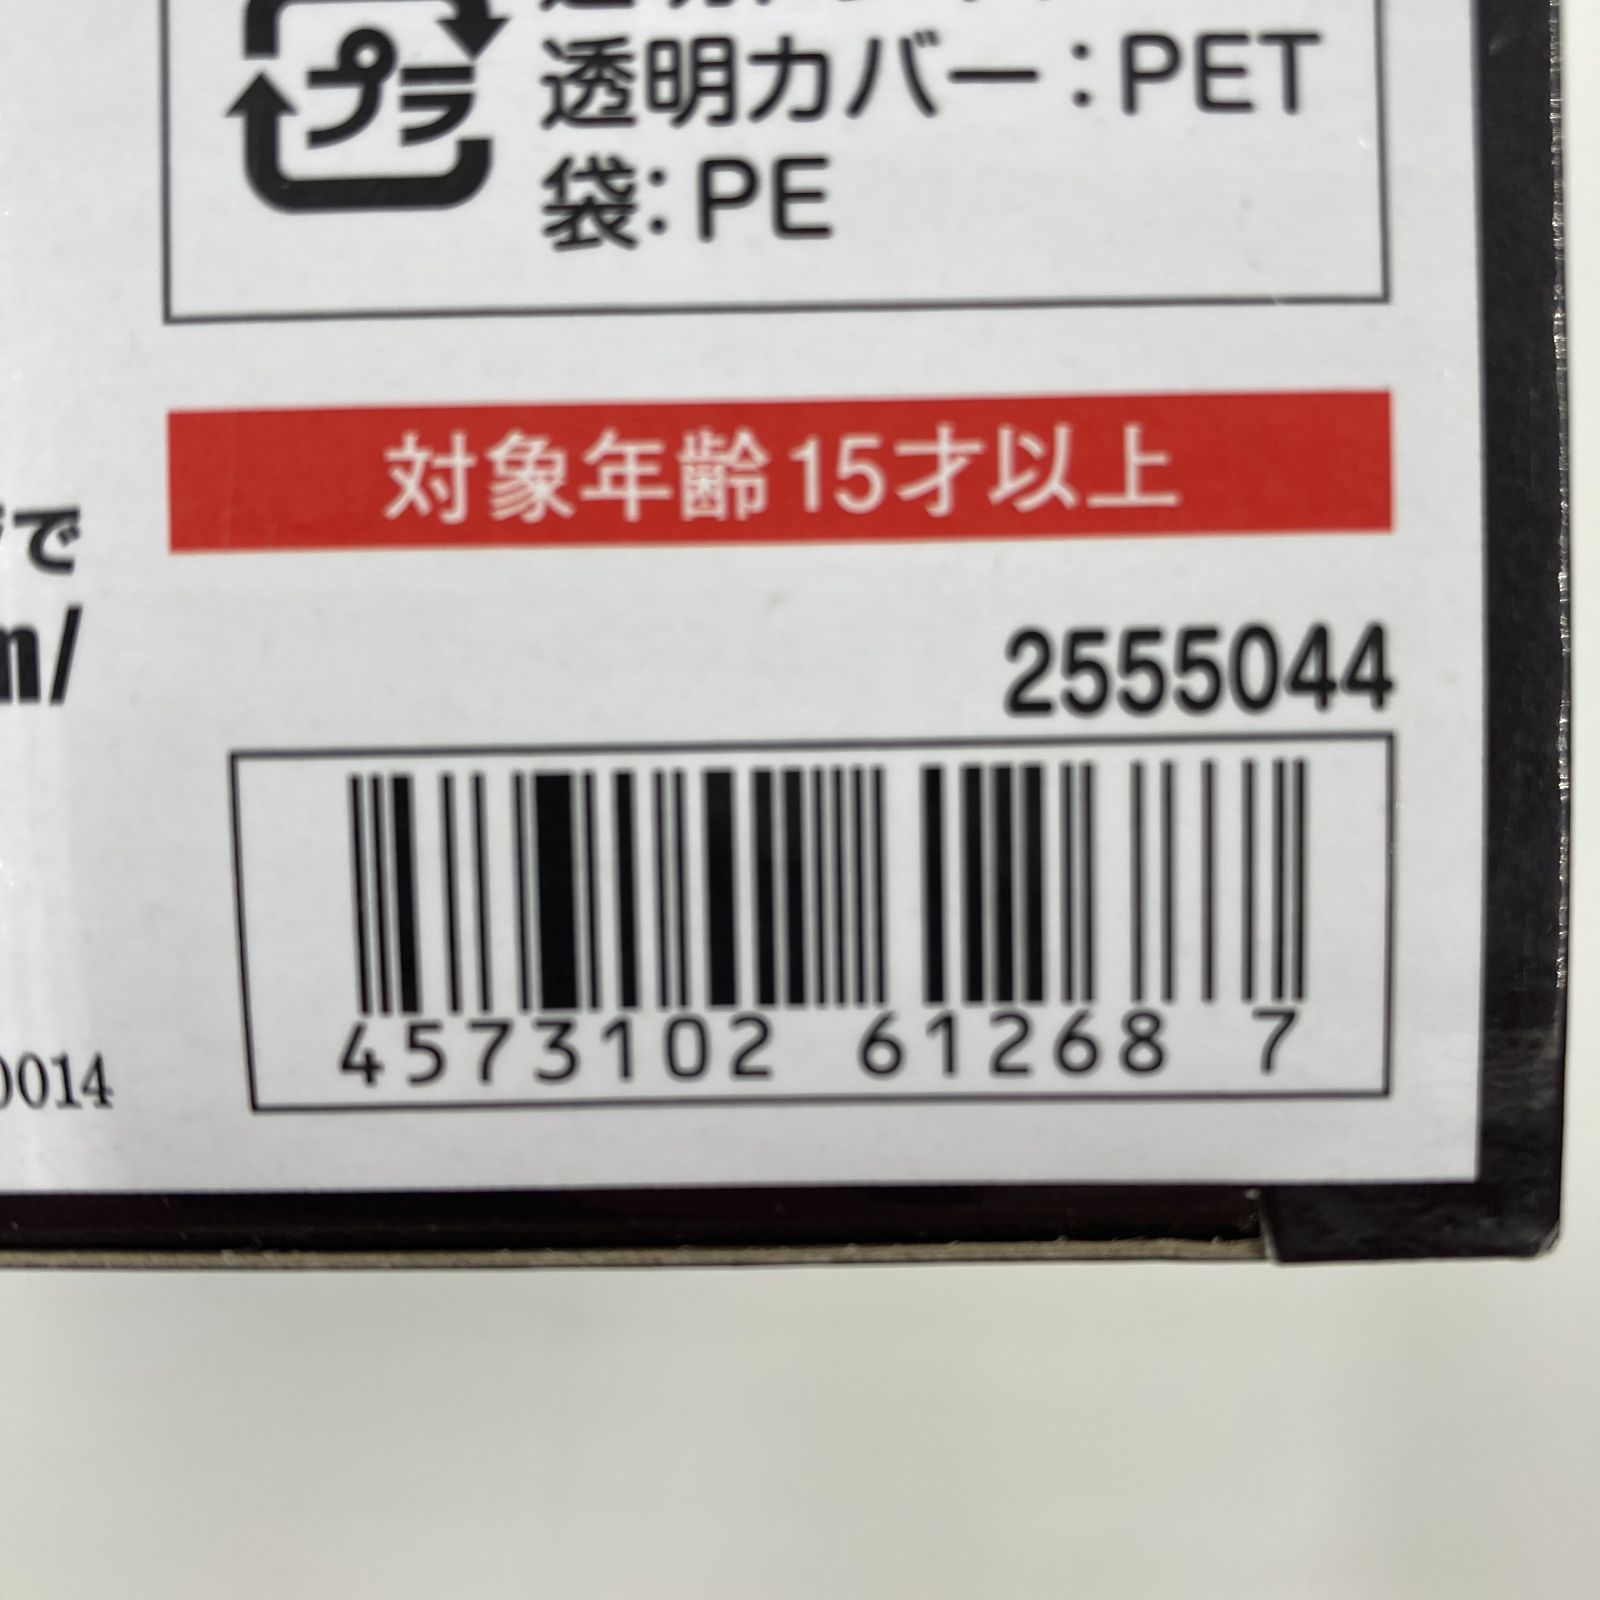 プラ
透明カバー：PET
袋：PE
対象年齢15才以上
で
m/
2555044
4573102 61268 7
0014